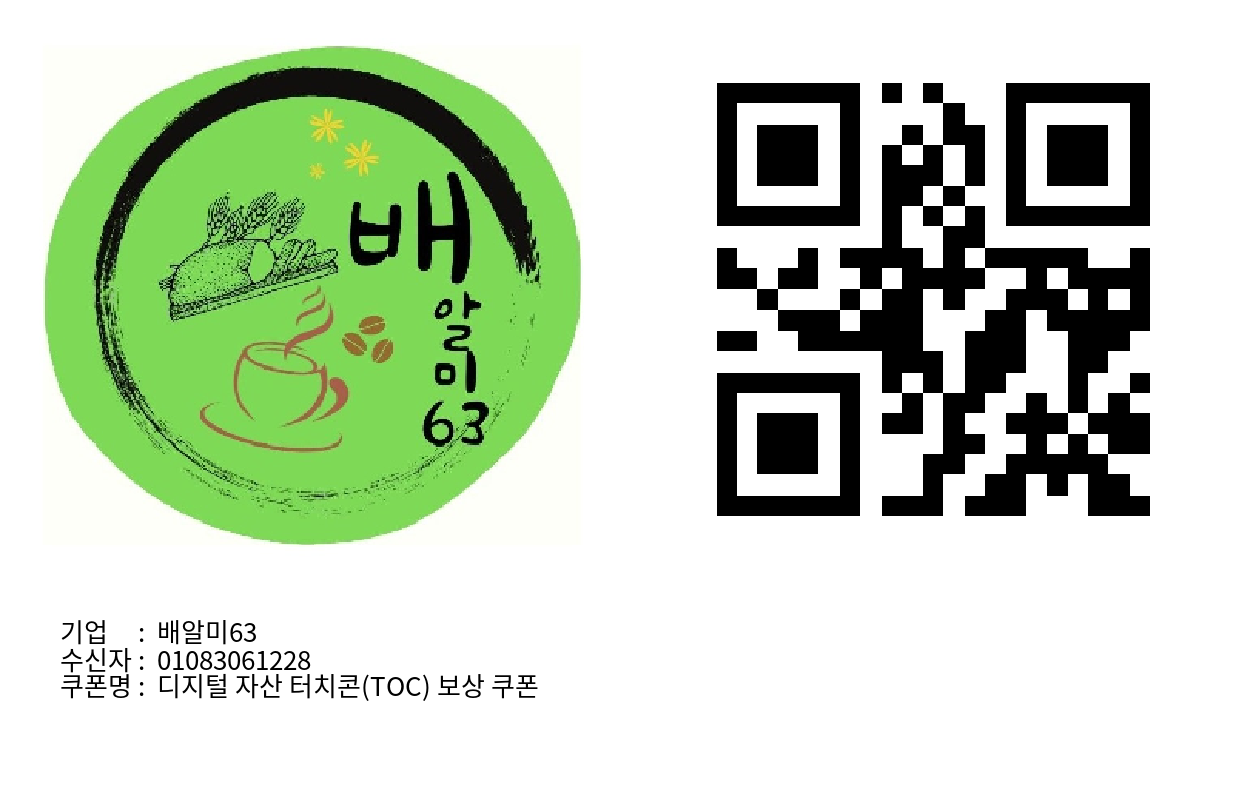 배
알
미
63
기업 : 배알미63
수신자 : 01083061228
쿠폰명 : 디지털 자산 터치콘(TOC) 보상 쿠폰